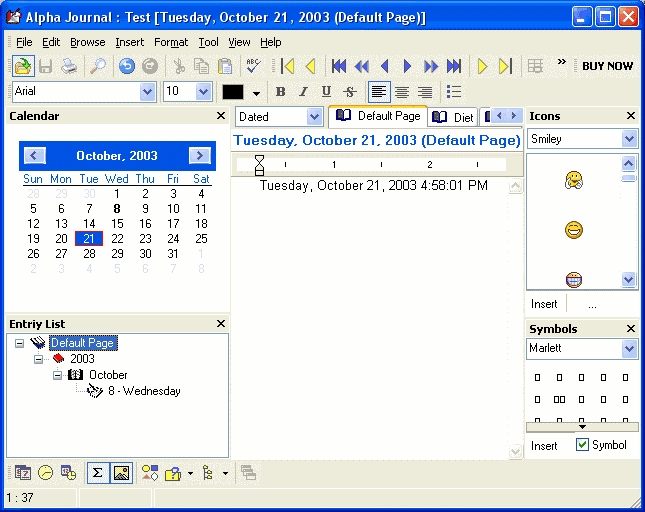 Alpha Journal : Test [Tuesday, October 21, 2003 (Default Page)]
File Edit Browse Insert Format Tool View Help
ABC BUY NOW
Arial 10 B I U S
Calendar
October, 2003
Sun Mon Tue Wed Thu Fri Sat
28 29 30 1 2 3 4
5 6 7 8 9 10 11
12 13 14 15 16 17 18
19 20 21 22 23 24 25
26 27 28 29 30 31 1
2 3 4 5 6 7 8
Entriy List
Default Page
2003
October
8 - Wednesday
Dated Default Page Diet
Tuesday, October 21, 2003 (Default Page)
1 2
Tuesday, October 21, 2003 4:58:01 PM
Icons
Smiley
Insert ...
Symbols
Marlett
Insert Symbol
Σ
1 : 37